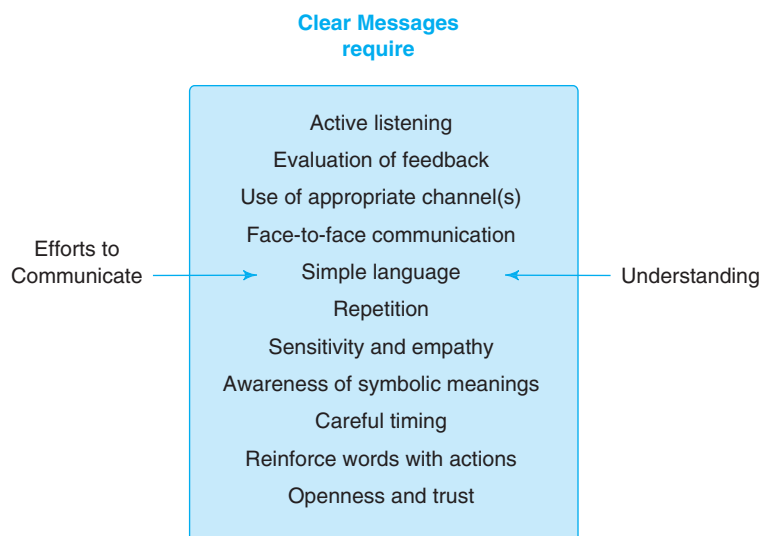 Clear Messages
require
Active listening
Evaluation of feedback
Use of appropriate channel(s)
Face-to-face communication
Efforts to
Communicate
Simple language
Understanding
Repetition
Sensitivity and empathy
Awareness of symbolic meanings
Careful timing
Reinforce words with actions
Openness and trust